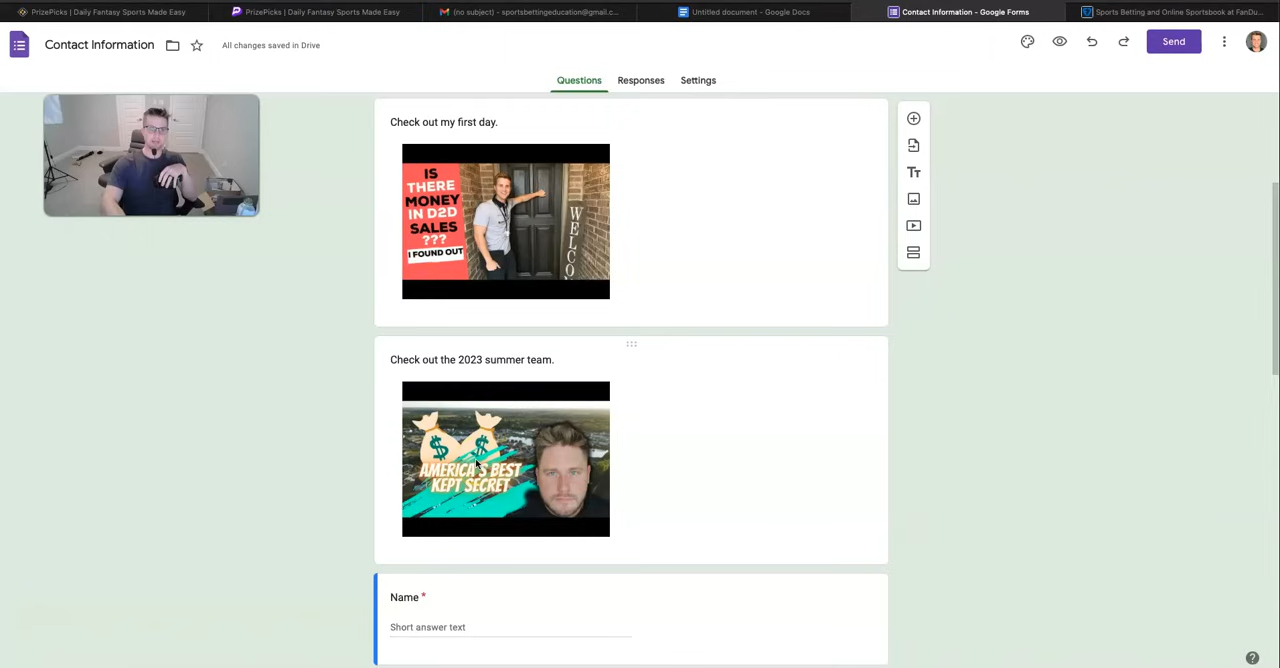 PrizePicks | Daily Fantasy Sports Made Easy
PrizePicks | Daily Fantasy Sports Made Easy
(no subject) - sportsbettingeducation@gmail.c...
Untitled document - Google Docs
Contact Information - Google Forms
Sports Betting and Online Sportsbook at FanDu...
Contact Information
All changes saved in Drive
Send
Questions
Responses
Settings
Check out my first day.
IS
THERE
MONEY
IN D2D
SALES
???
I FOUND OUT
WELCO
Check out the 2023 summer team.
AMERICA'S BEST
KEPT SECRET
Name *
Short answer text